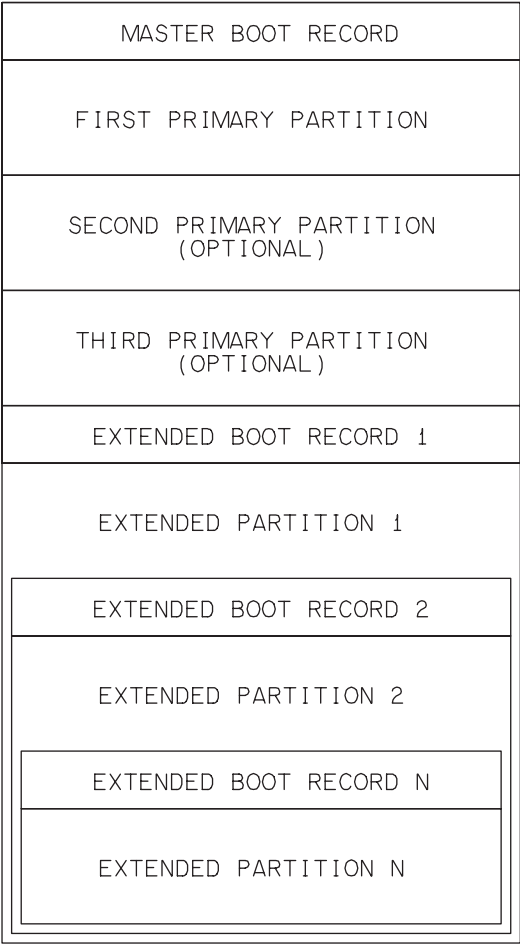 MASTER BOOT RECORD
FIRST PRIMARY PARTITION
SECOND PRIMARY PARTITION
(OPTIONAL)
THIRD PRIMARY PARTITION
(OPTIONAL)
EXTENDED BOOT RECORD 1
EXTENDED PARTITION 1
EXTENDED BOOT RECORD 2
EXTENDED PARTITION 2
EXTENDED BOOT RECORD N
EXTENDED PARTITION N